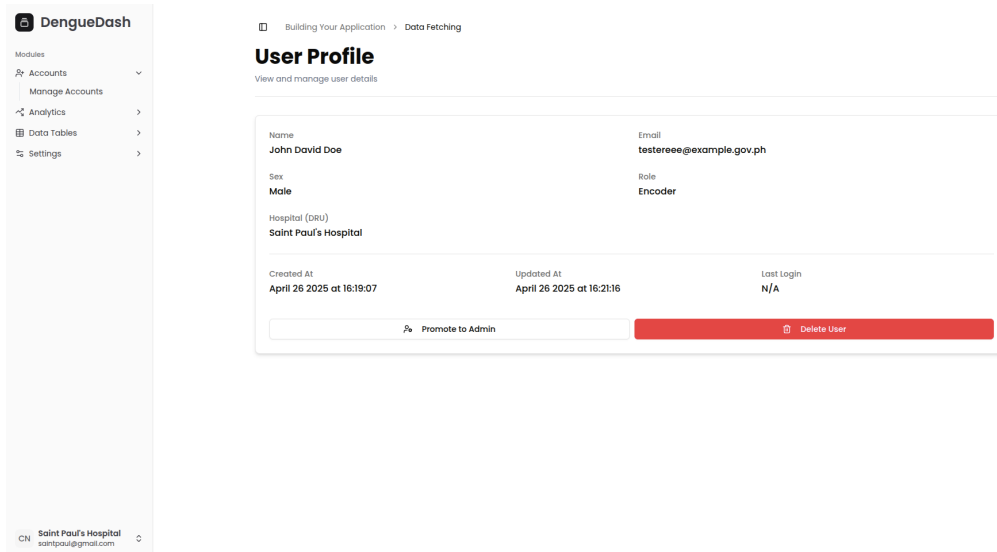 DengueDash
Modules
Accounts
Manage Accounts
Analytics
Data Tables
Settings
CN
Saint Paul's Hospital
saintpaul@gmail.com
Building Your Application > Data Fetching
User Profile
View and manage user details
Name
John David Doe
Email
testereee@example.gov.ph
Sex
Male
Role
Encoder
Hospital (DRU)
Saint Paul's Hospital
Created At
April 26 2025 at 16:19:07
Updated At
April 26 2025 at 16:21:16
Last Login
N/A
Promote to Admin
Delete User